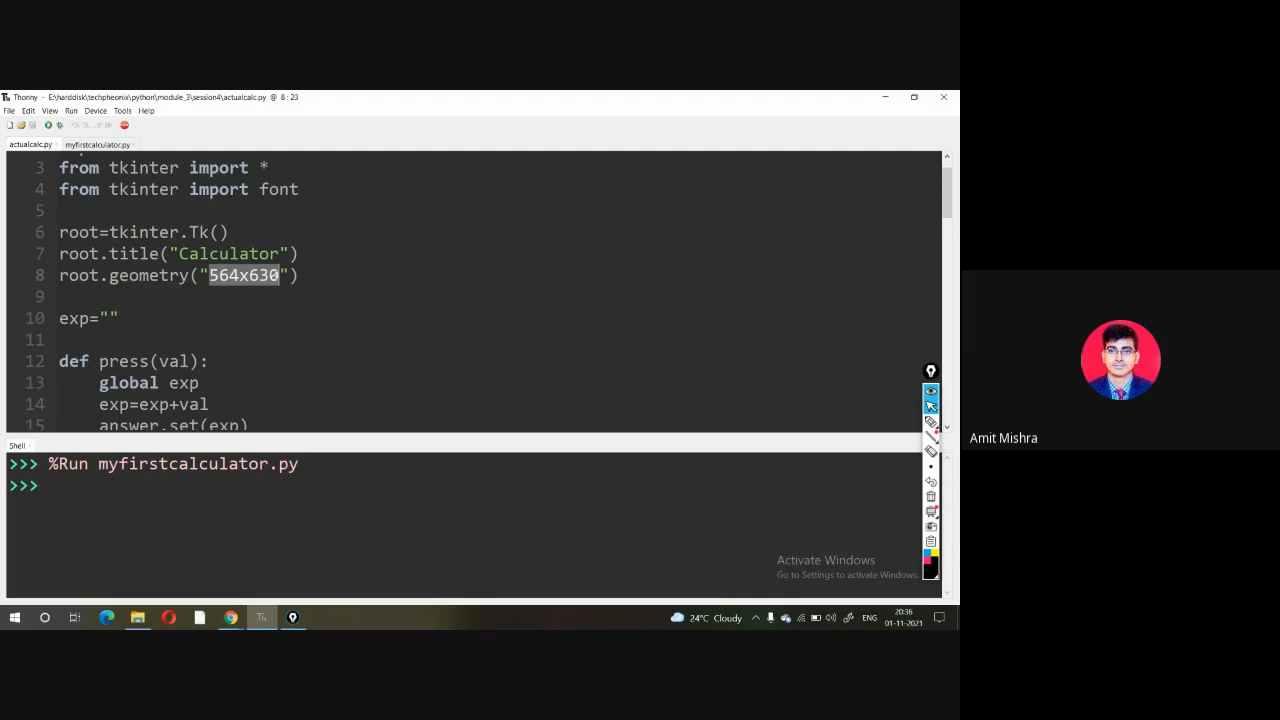 Th Thonny - E:\harddisk\techpheonix\python\module_3\session4\actualcalc.py @ 8 : 23
File Edit View Run Device Tools Help
actualcalc.py × myfirstcalculator.py ×
3 from tkinter import *
4 from tkinter import font
5
6 root=tkinter.Tk()
7 root.title("Calculator")
8 root.geometry("564x630")
9
10 exp=""
11
12 def press(val):
13 global exp
14 exp=exp+val
15 answer.set(exp)
Shell ×
>>> %Run myfirstcalculator.py
>>>
Activate Windows
Go to Settings to activate Windows.
Amit Mishra
Th 24°C Cloudy ENG 20:36
01-11-2021